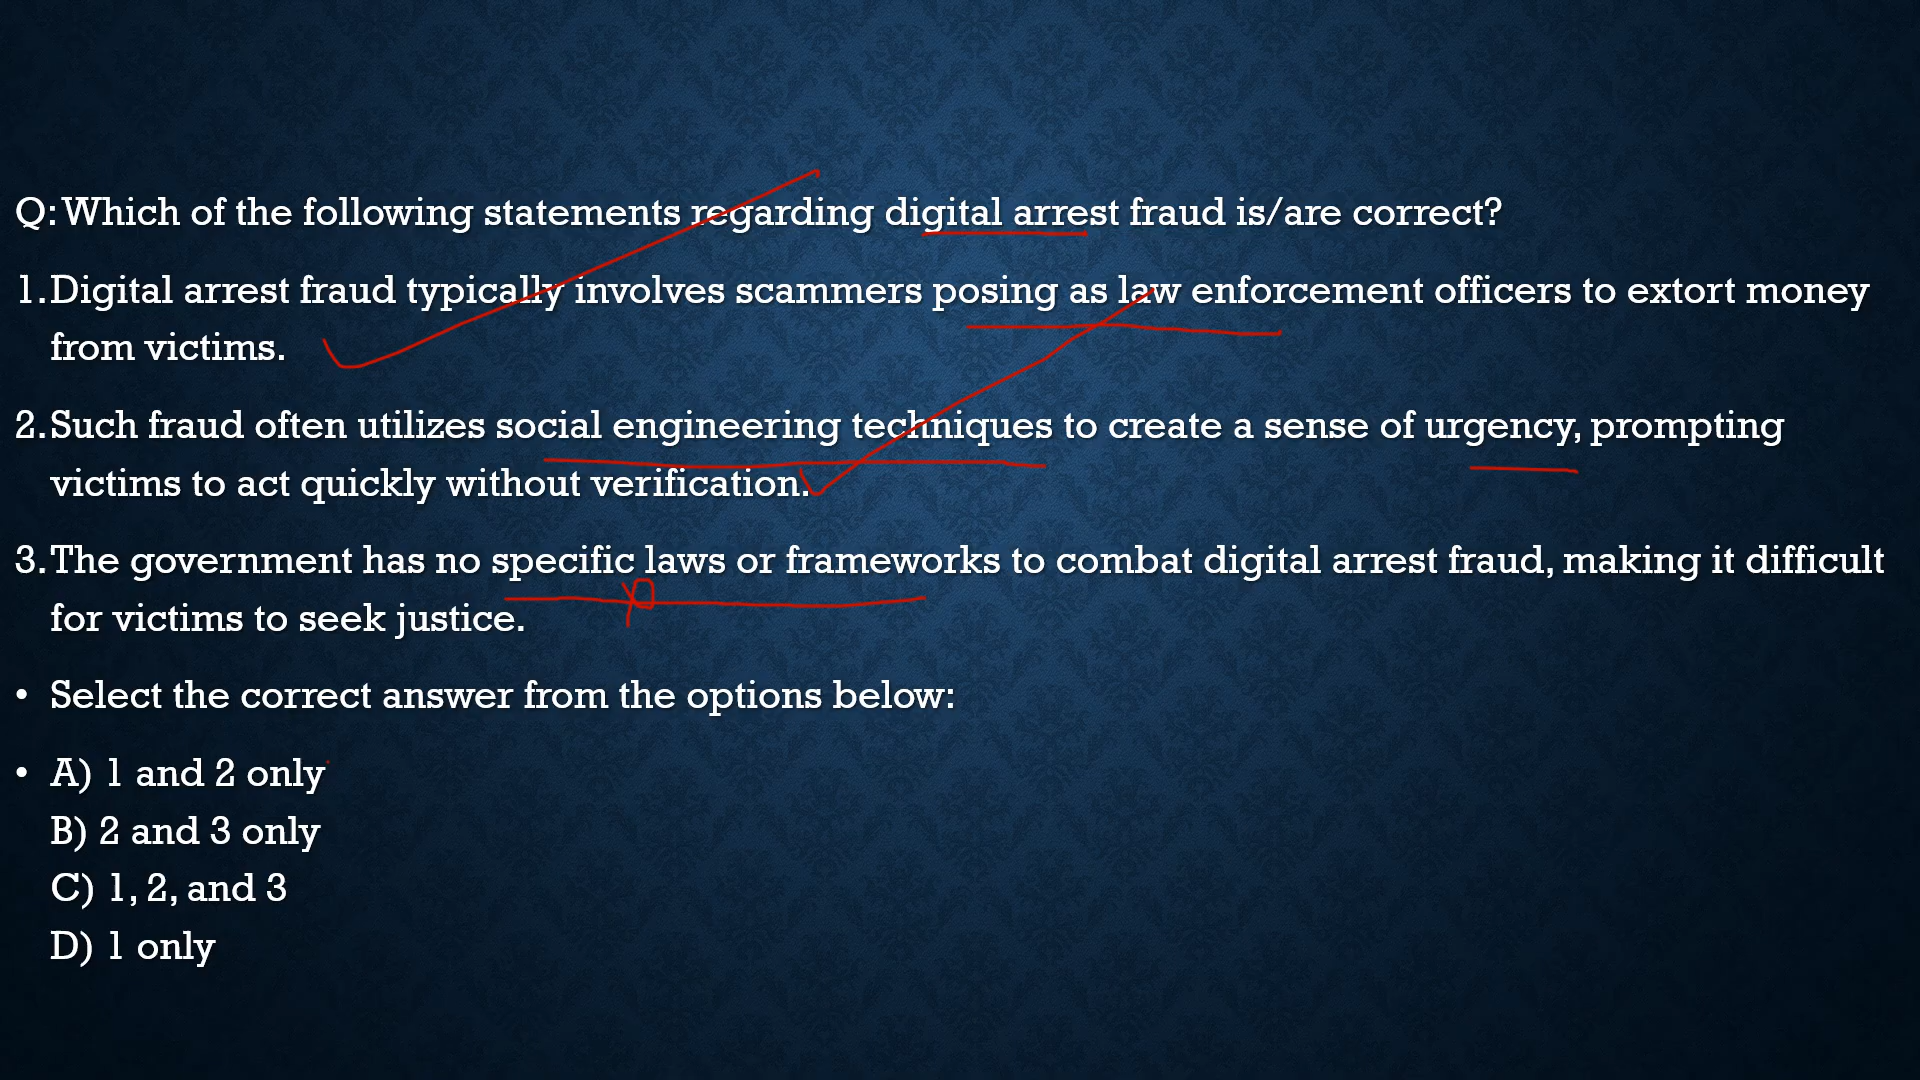 Q: Which of the following statements regarding digital arrest fraud is/are correct?
1. Digital arrest fraud typically involves scammers posing as law enforcement officers to extort money
from victims.
2. Such fraud often utilizes social engineering techniques to create a sense of urgency, prompting
victims to act quickly without verification.
3. The government has no specific laws or frameworks to combat digital arrest fraud, making it difficult
for victims to seek justice.
• Select the correct answer from the options below:
• A) 1 and 2 only
B) 2 and 3 only
C) 1, 2, and 3
D) 1 only